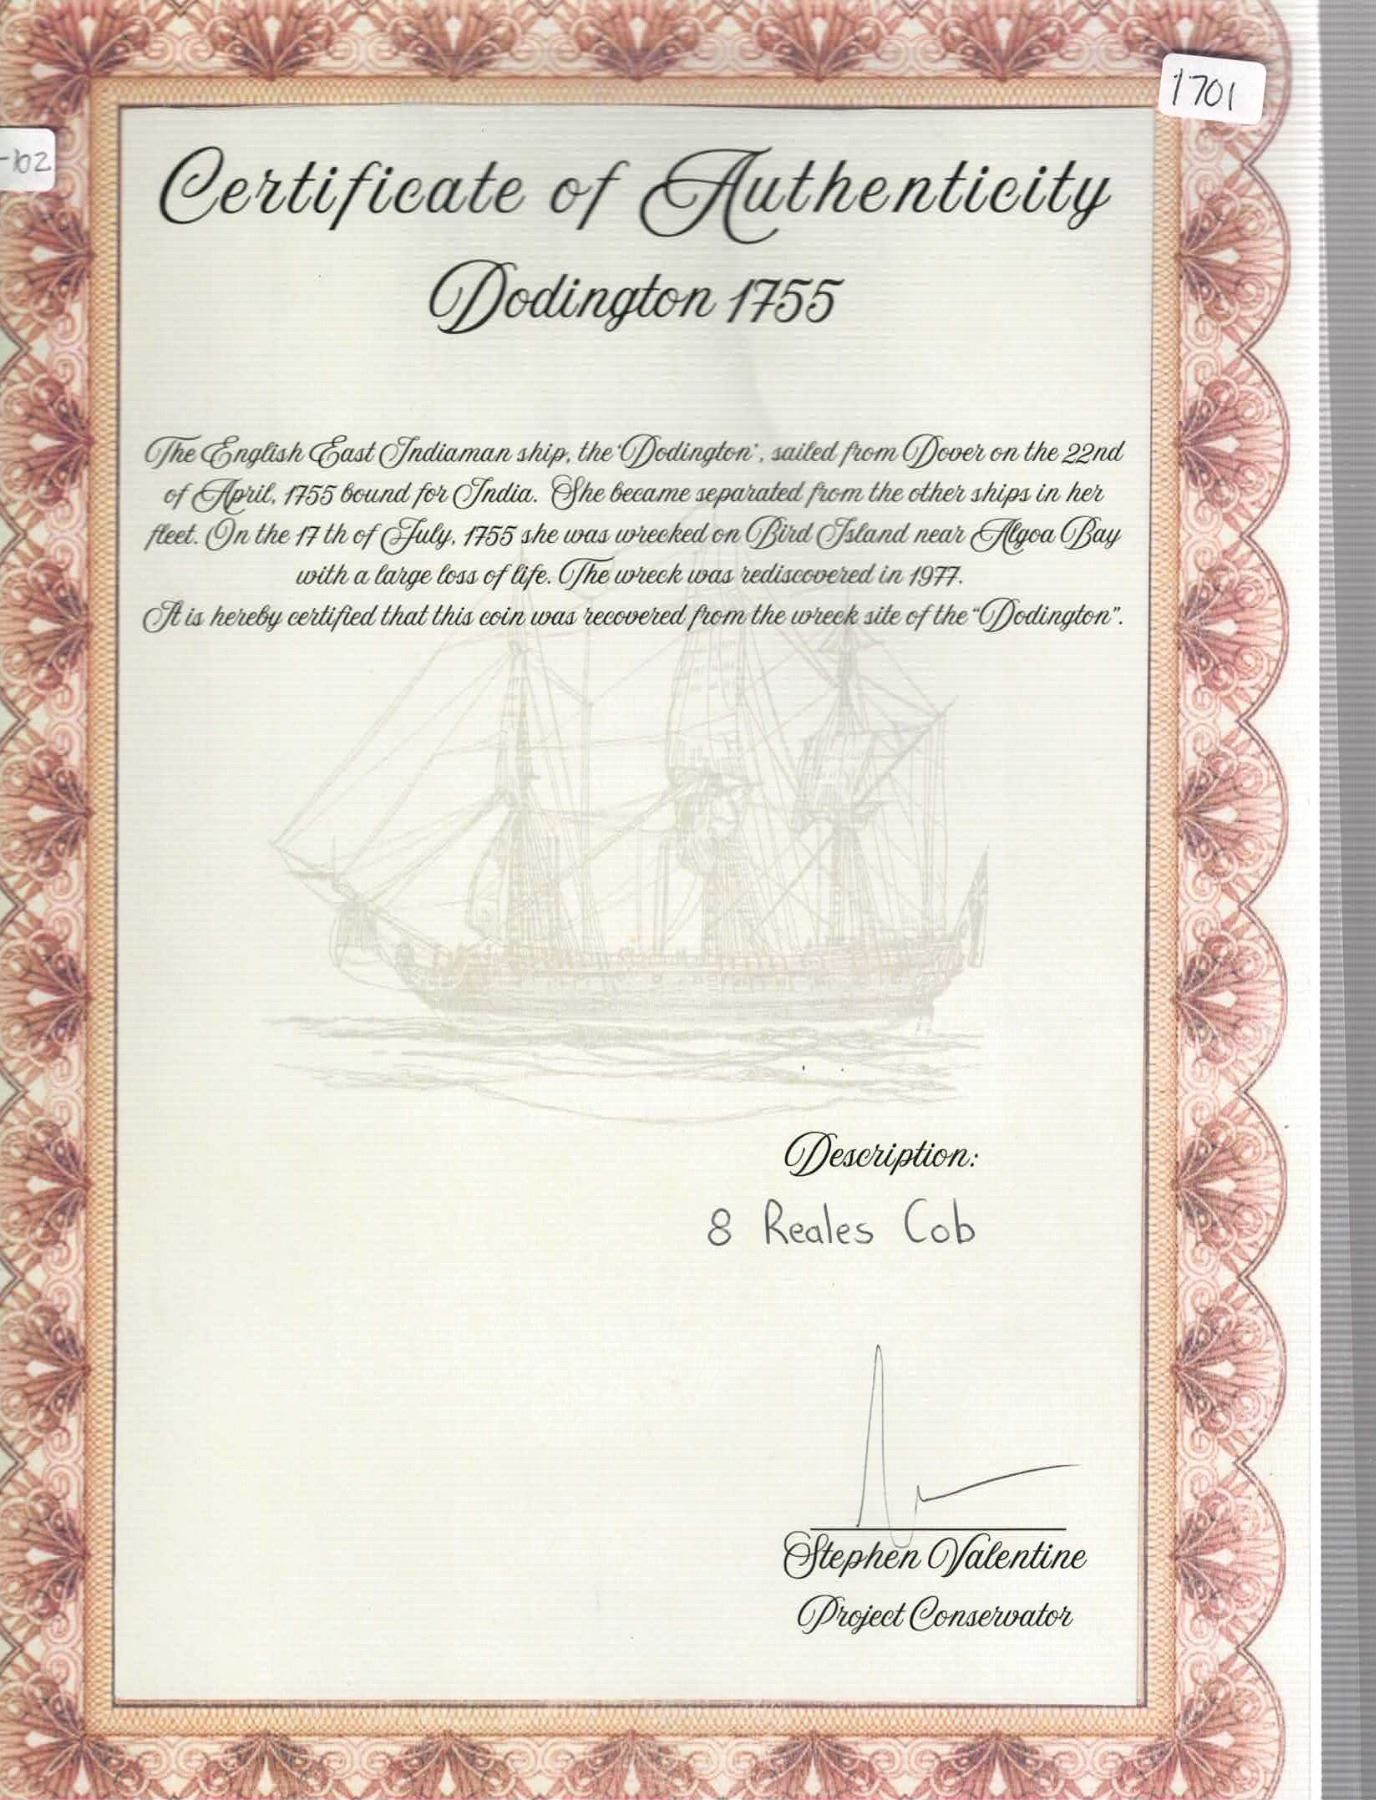 1701
-102
Certificate of Authenticity
Dodington 1755
The English East Indiaman ship, the 'Dodington', sailed from Dover on the 22nd
of April, 1755 bound for India. She became separated from the other ships in her
fleet. On the 17 th of July, 1755 she was wrecked on Bird Island near Algoa Bay
with a large loss of life. The wreck was rediscovered in 1977.
It is hereby certified that this coin was recovered from the wreck site of the "Dodington".
Description:
8 Reales Cob
Stephen Valentine
Project Conservator